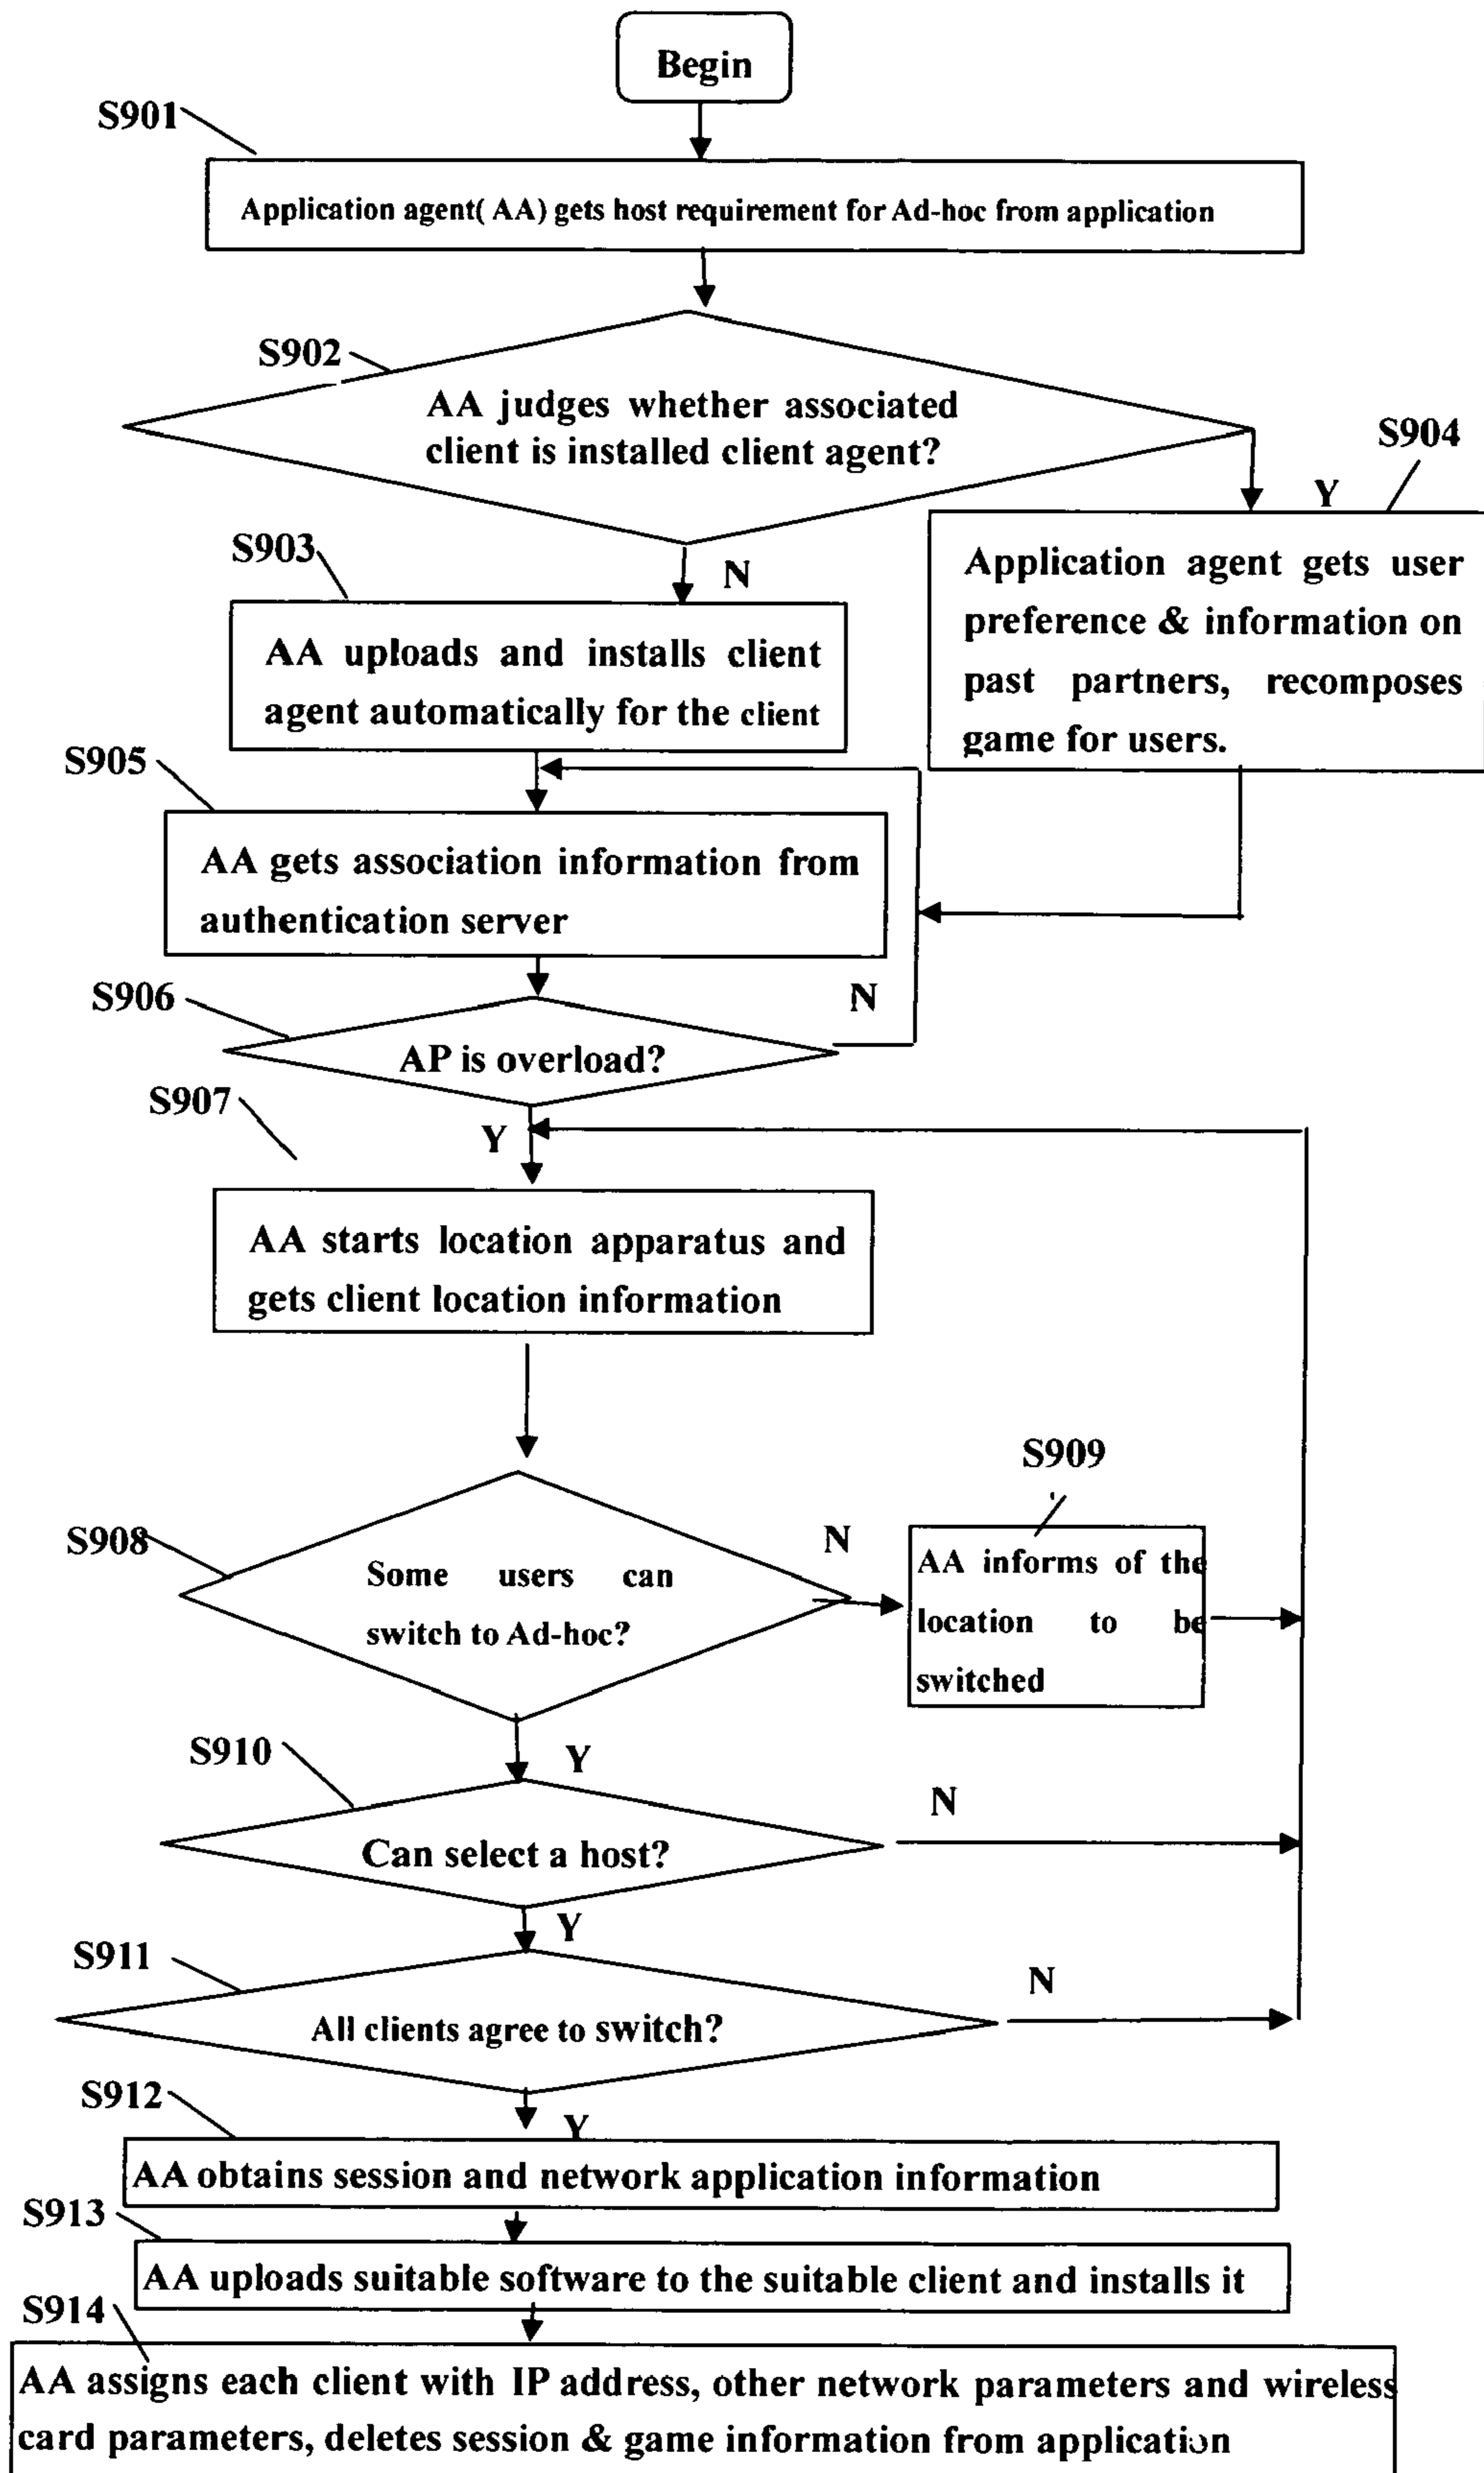 Begin
S901
Application agent( AA) gets host requirement for Ad-hoc from application
S902
AA judges whether associated
client is installed client agent?
S904
Y
S903
N
Application agent gets user
preference & information on
past partners, recomposes
game for users.
AA uploads and installs client
agent automatically for the client
S905
AA gets association information from
authentication server
S906
N
AP is overload?
S907
Y
AA starts location apparatus and
gets client location information
S909
S908
N
Some users can
switch to Ad-hoc?
AA informs of the
location to be
switched
S910
Y
N
Can select a host?
Y
S911
N
All clients agree to switch?
S912
Y
AA obtains session and network application information
S913
AA uploads suitable software to the suitable client and installs it
S914
AA assigns each client with IP address, other network parameters and wireless
card parameters, deletes session & game information from application